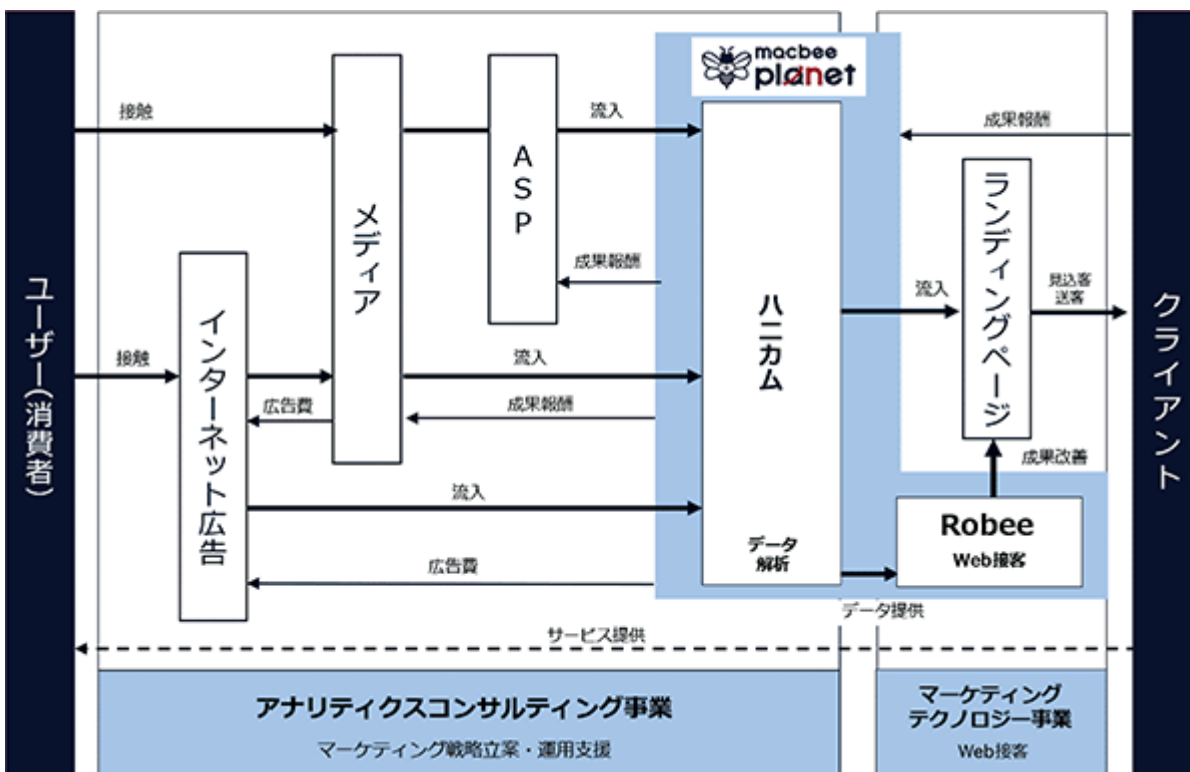 macbee
planet
接触
流入
成果報酬
ASP
メディア
ランディングページ
成果報酬
ユーザー(消費者)
インターネット広告
ハニカム
流入
見込客
送客
クライアント
接触
流入
広告費
成果報酬
成果改善
流入
Robee
Web接客
データ
解析
広告費
データ提供
サービス提供
アナリティクスコンサルティング事業
マーケティング戦略立案・運用支援
マーケティング
テクノロジー事業
Web接客